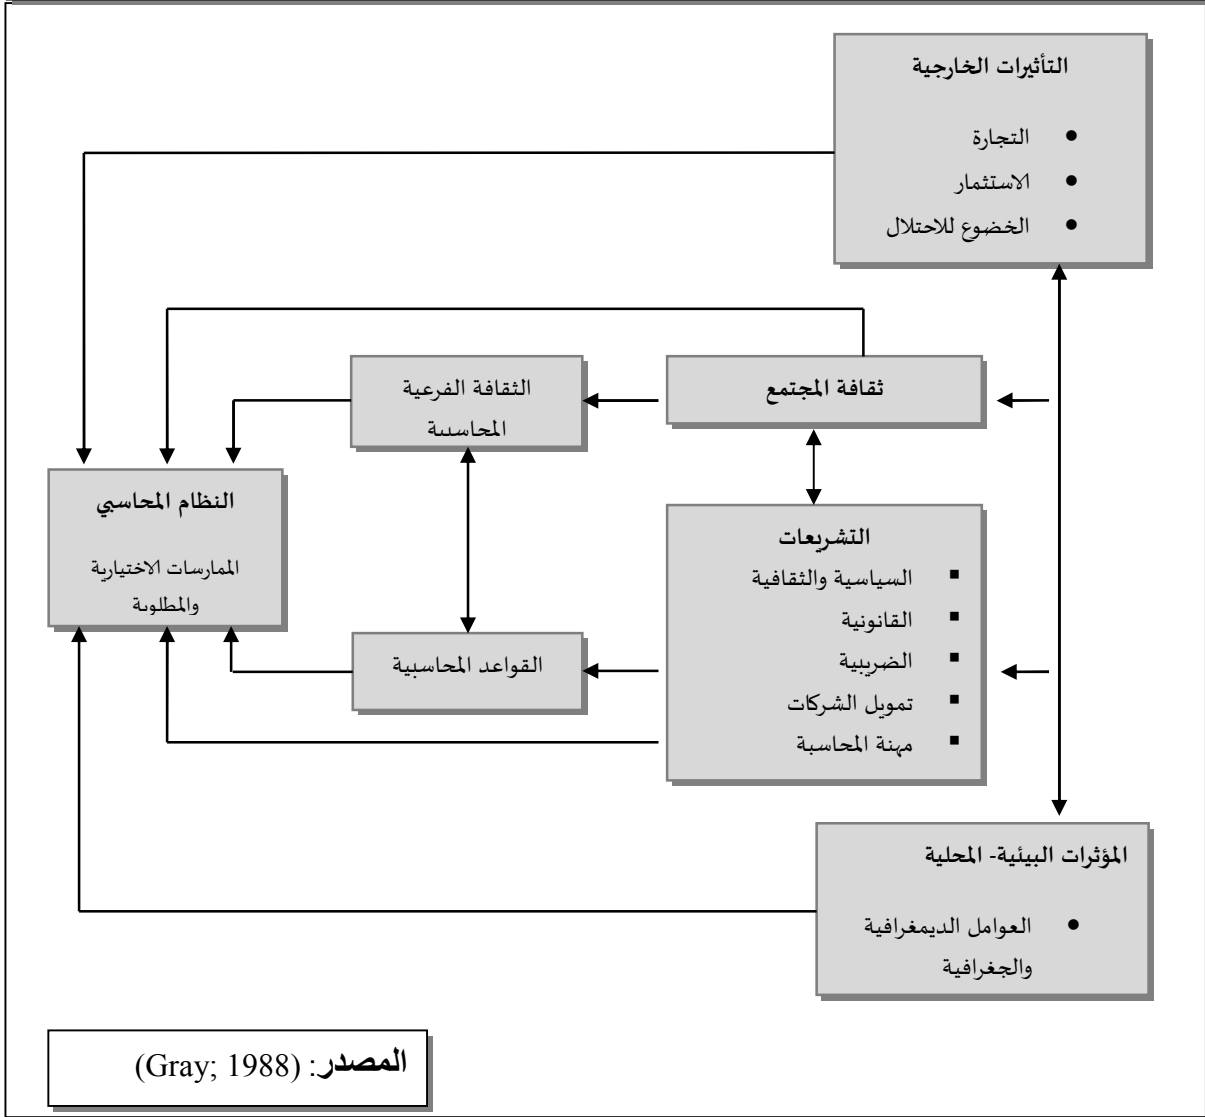 التأثيرات الخارجية
• التجارة
• الاستثمار
• الخضوع للاحتلال
ثقافة المجتمع
الثقافة الفرعية
المحاسبية
النظام المحاسبي
الممارسات الاختيارية
والمطلوبة
التشريعات
▪ السياسية والثقافية
▪ القانونية
▪ الضريبية
▪ تمويل الشركات
▪ مهنة المحاسبة
القواعد المحاسبية
المؤثرات البيئية- المحلية
• العوامل الديمغرافية
والجغرافية
المصدر: (Gray; 1988)